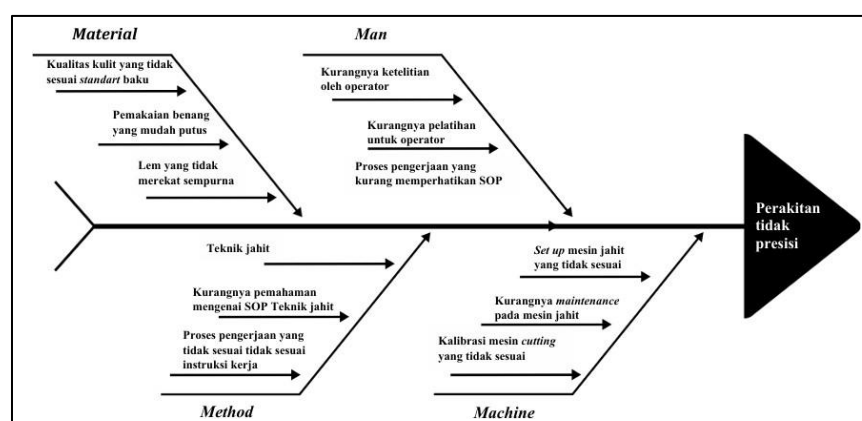 Material
Kualitas kulit yang tidak
sesuai standart baku
Pemakaian benang
yang mudah putus
Lem yang tidak
merekat sempurna
Man
Kurangnya ketelitian
oleh operator
Kurangnya pelatihan
untuk operator
Proses pengerjaan yang
kurang memperhatikan SOP
Perakitan
tidak
presisi
Teknik jahit
Kurangnya pemahaman
mengenai SOP Teknik jahit
Proses pengerjaan yang
tidak sesuai tidak sesuai
instruksi kerja
Method
Set up mesin jahit
yang tidak sesuai
Kurangnya maintenance
pada mesin jahit
Kalibrasi mesin cutting
yang tidak sesuai
Machine